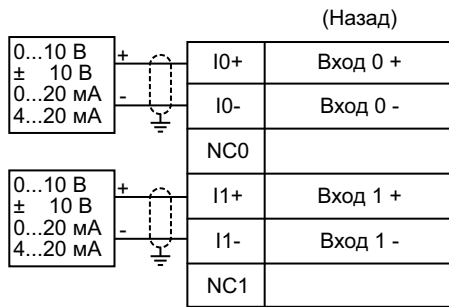 (Назад)
0...10 В
± 10 В
0...20 мА
4...20 мА
+
-
I0+ Вход 0 +
I0- Вход 0 -
NC0
0...10 В
± 10 В
0...20 мА
4...20 мА
+
-
I1+ Вход 1 +
I1- Вход 1 -
NC1